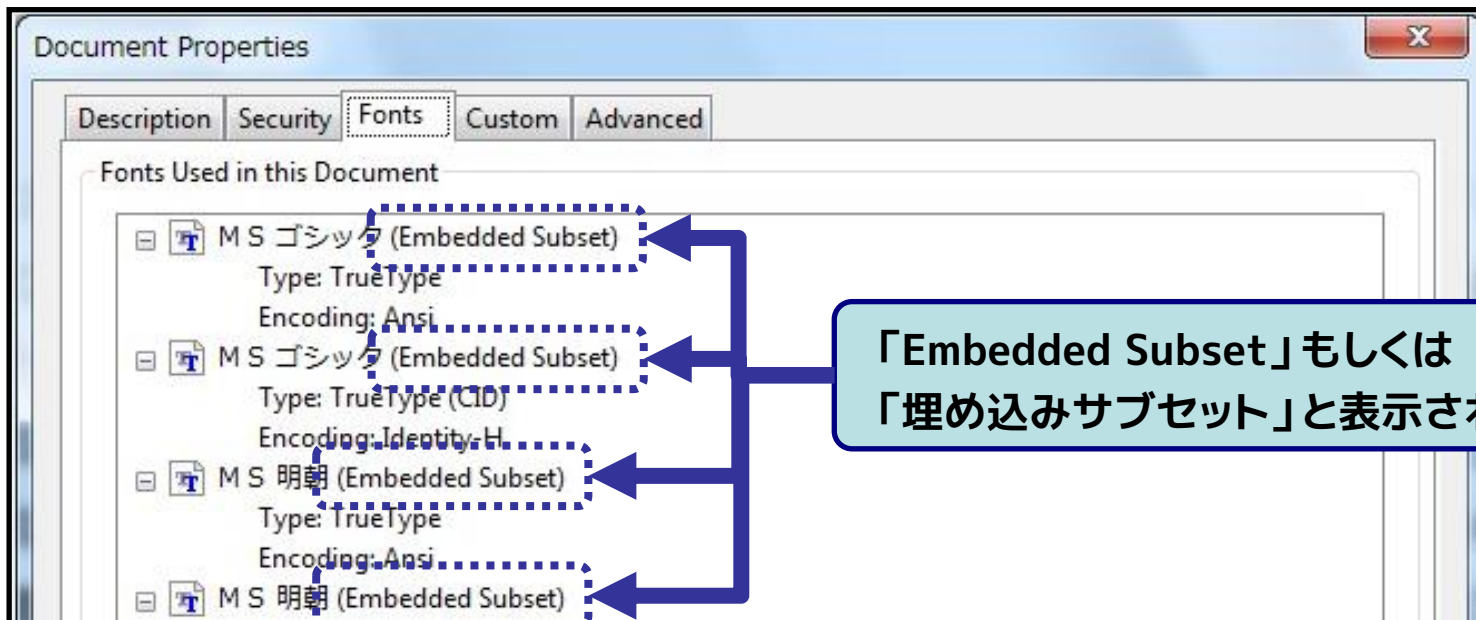 Document Properties
Description Security Fonts Custom Advanced
Fonts Used in this Document
ＭＳ ゴシック (Embedded Subset)
Type: TrueType
Encoding: Ansi
ＭＳ ゴシック (Embedded Subset)
Type: TrueType (CID)
Encoding: Identity-H
ＭＳ 明朝 (Embedded Subset)
Type: TrueType
Encoding: Ansi
ＭＳ 明朝 (Embedded Subset)
「Embedded Subset」もしくは
「埋め込みサブセット」と表示さ